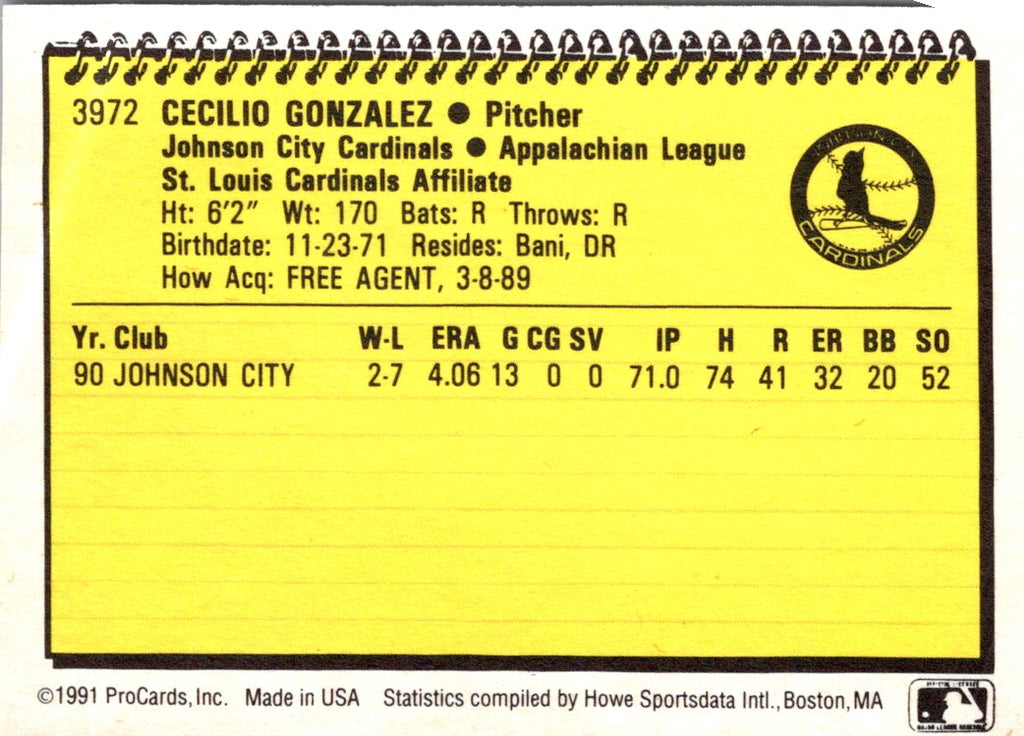 3972 CECILIO GONZALEZ ● Pitcher
Johnson City Cardinals ● Appalachian League
St. Louis Cardinals Affiliate
Ht: 6'2" Wt: 170 Bats: R Throws: R
Birthdate: 11-23-71 Resides: Bani, DR
How Acq: FREE AGENT, 3-8-89
CARDINALS
Yr. Club W-L ERA G CG SV IP H R ER BB SO
90 JOHNSON CITY 2-7 4.06 13 0 0 71.0 74 41 32 20 52
©1991 ProCards, Inc. Made in USA Statistics compiled by Howe Sportsdata Intl., Boston, MA